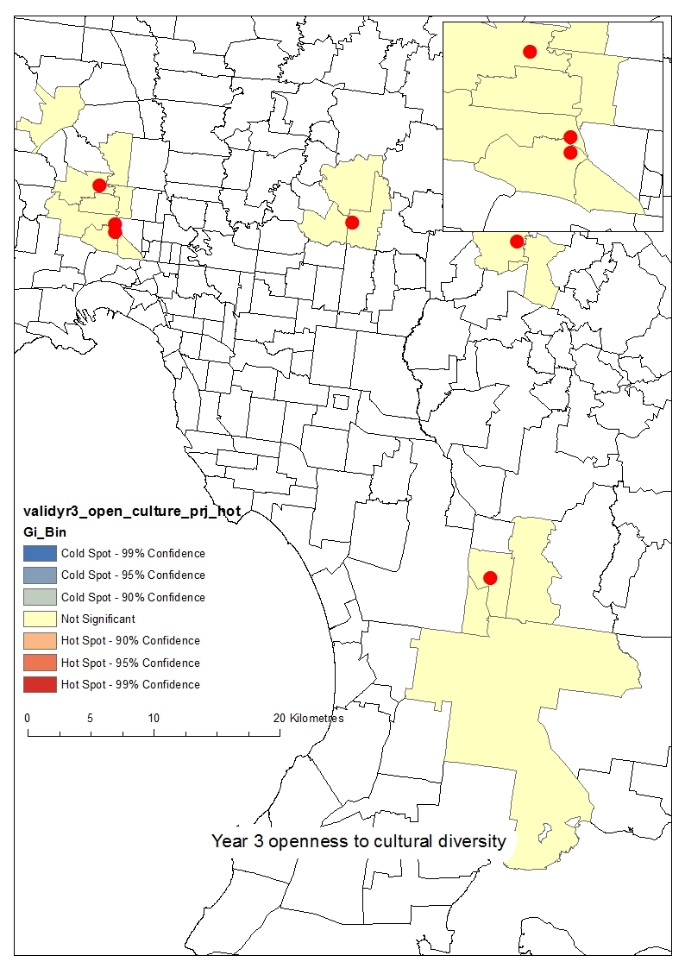 validyr3_open_culture_prj_hot
Gi_Bin
Cold Spot - 99% Confidence
Cold Spot - 95% Confidence
Cold Spot - 90% Confidence
Not Significant
Hot Spot - 90% Confidence
Hot Spot - 95% Confidence
Hot Spot - 99% Confidence
0 5 10 20 Kilometres
Year 3 openness to cultural diversity